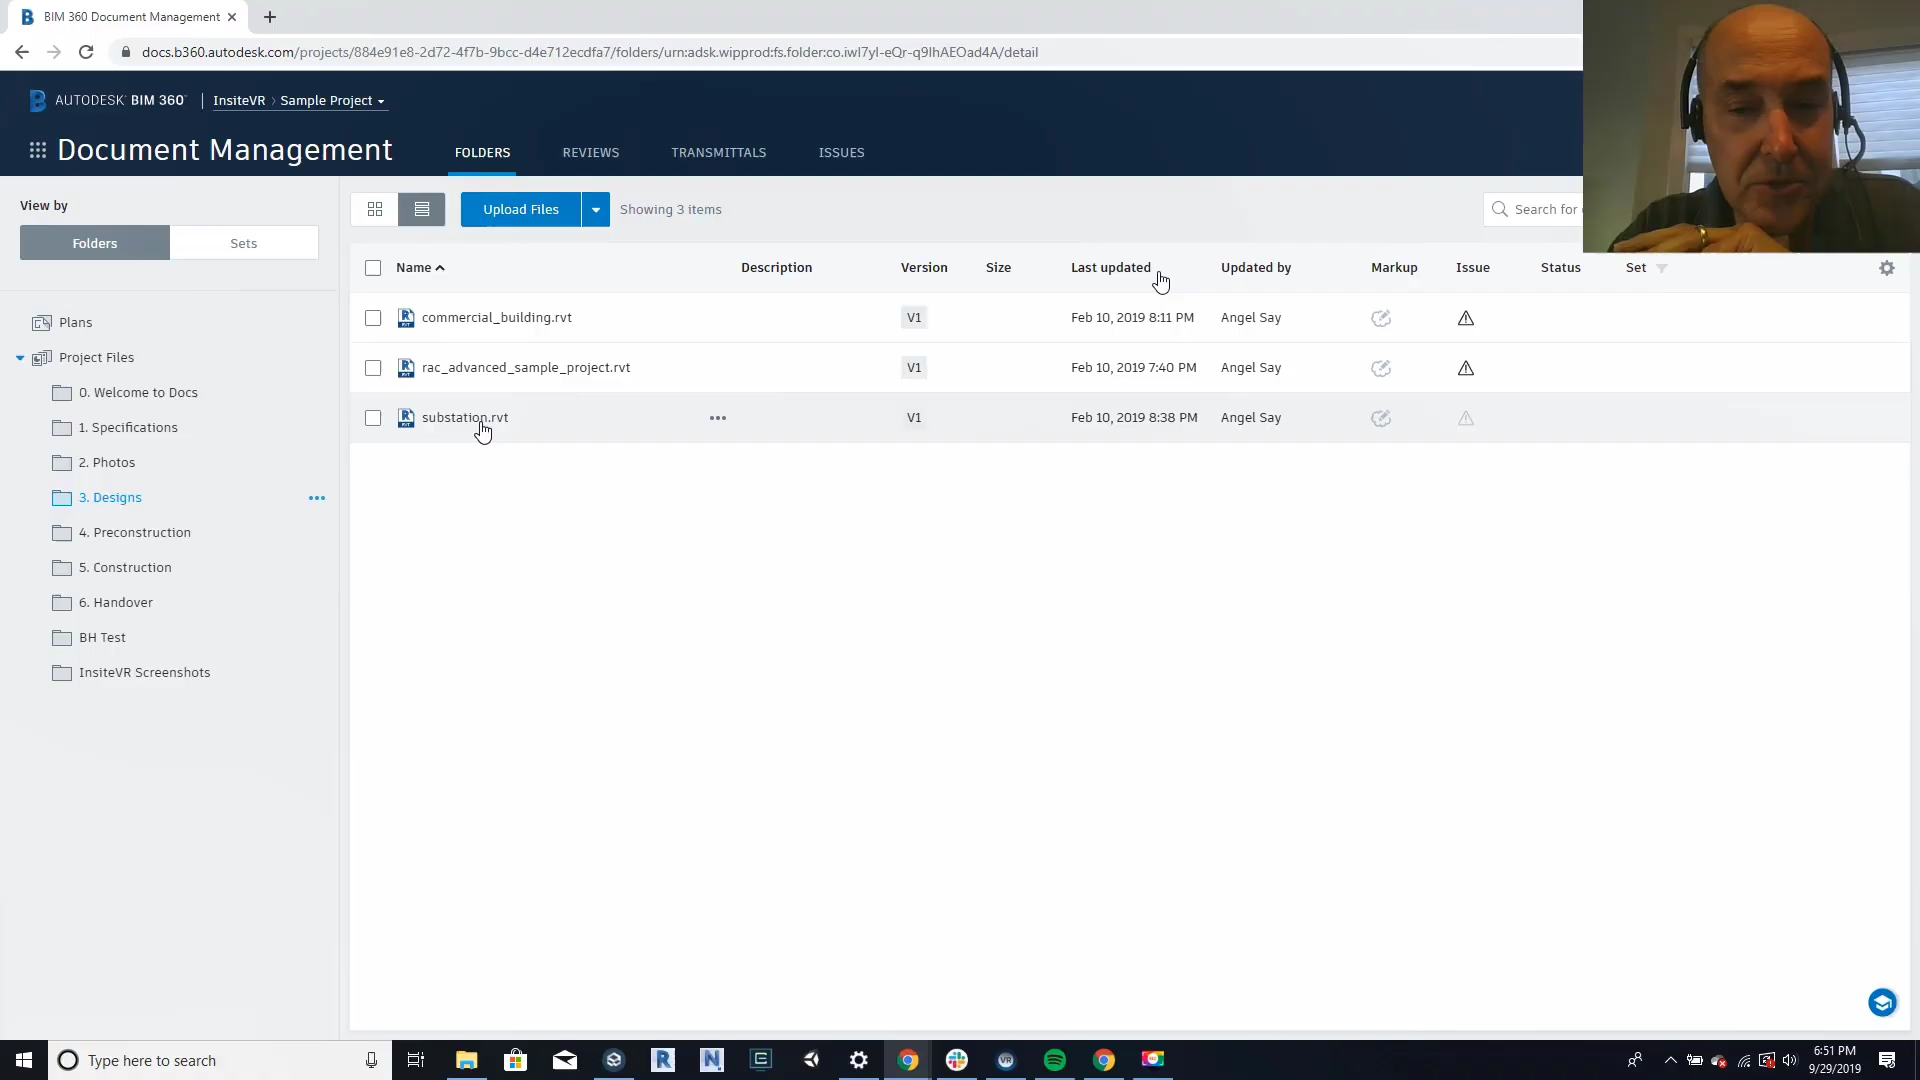 BIM 360 Document Management
docs.b360.autodesk.com/projects/884e91e8-2d72-4f7b-9bcc-d4e712ecdfa7/folders/urn:adsk.wipprod:fs.folder:co.iwl7yl-eQr-q9lhAEOad4A/detail
AUTODESK BIM 360 InsiteVR Sample Project
Document Management FOLDERS REVIEWS TRANSMITTALS ISSUES
View by
Folders Sets
Plans
Project Files
0. Welcome to Docs
1. Specifications
2. Photos
3. Designs
4. Preconstruction
5. Construction
6. Handover
BH Test
InsiteVR Screenshots
Upload Files Showing 3 items Search for
Name Description Version Size Last updated Updated by Markup Issue Status Set
commercial_building.rvt V1 Feb 10, 2019 8:11 PM Angel Say
rac_advanced_sample_project.rvt V1 Feb 10, 2019 7:40 PM Angel Say
substation.rvt V1 Feb 10, 2019 8:38 PM Angel Say
Type here to search
6:51 PM
9/29/2019